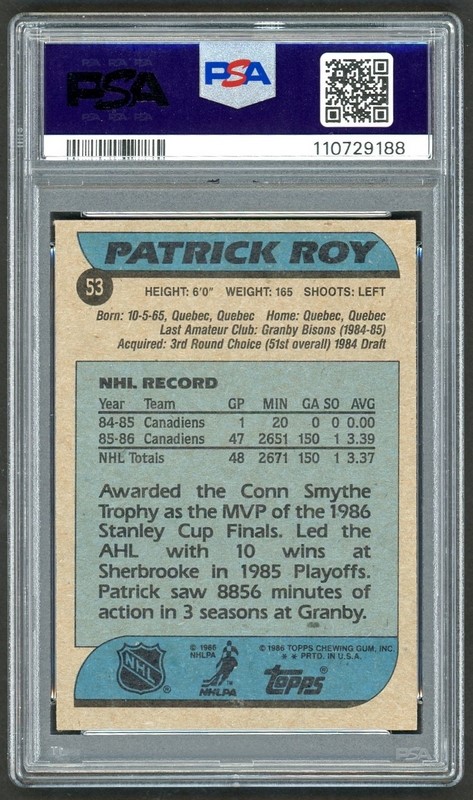 PSA
PSA
110729188
PATRICK ROY
53
HEIGHT: 6'0" WEIGHT: 165 SHOOTS: LEFT
Born: 10-5-65, Quebec, Quebec Home: Quebec, Quebec
Last Amateur Club: Granby Bisons (1984-85)
Acquired: 3rd Round Choice (51st overall) 1984 Draft
NHL RECORD
Year Team GP MIN GA SO AVG
84-85 Canadiens 1 20 0 0 0.00
85-86 Canadiens 47 2651 150 1 3.39
NHL Totals 48 2671 150 1 3.37
Awarded the Conn Smythe
Trophy as the MVP of the 1986
Stanley Cup Finals. Led the
AHL with 10 wins at
Sherbrooke in 1985 Playoffs.
Patrick saw 8856 minutes of
action in 3 seasons at Granby.
NHL
®
© 1986
NHLPA
NHLPA
© 1986 TOPPS CHEWING GUM, INC.
* * PRTD. IN U.S.A.
topps®
PSA